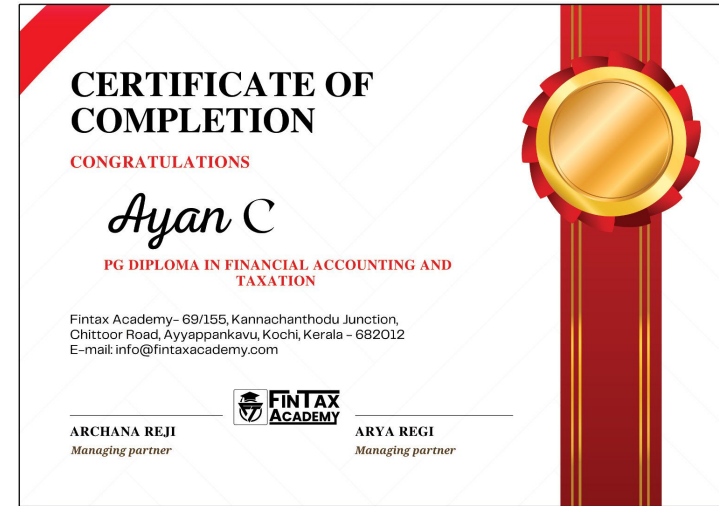 CERTIFICATE OF
COMPLETION
CONGRATULATIONS
Ayan C
PG DIPLOMA IN FINANCIAL ACCOUNTING AND
TAXATION
Fintax Academy- 69/155, Kannachanthodu Junction,
Chittoor Road, Ayyappankavu, Kochi, Kerala - 682012
E-mail: info@fintaxacademy.com
FINTAX
ACADEMY
ARCHANA REJI
Managing partner
ARYA REGI
Managing partner